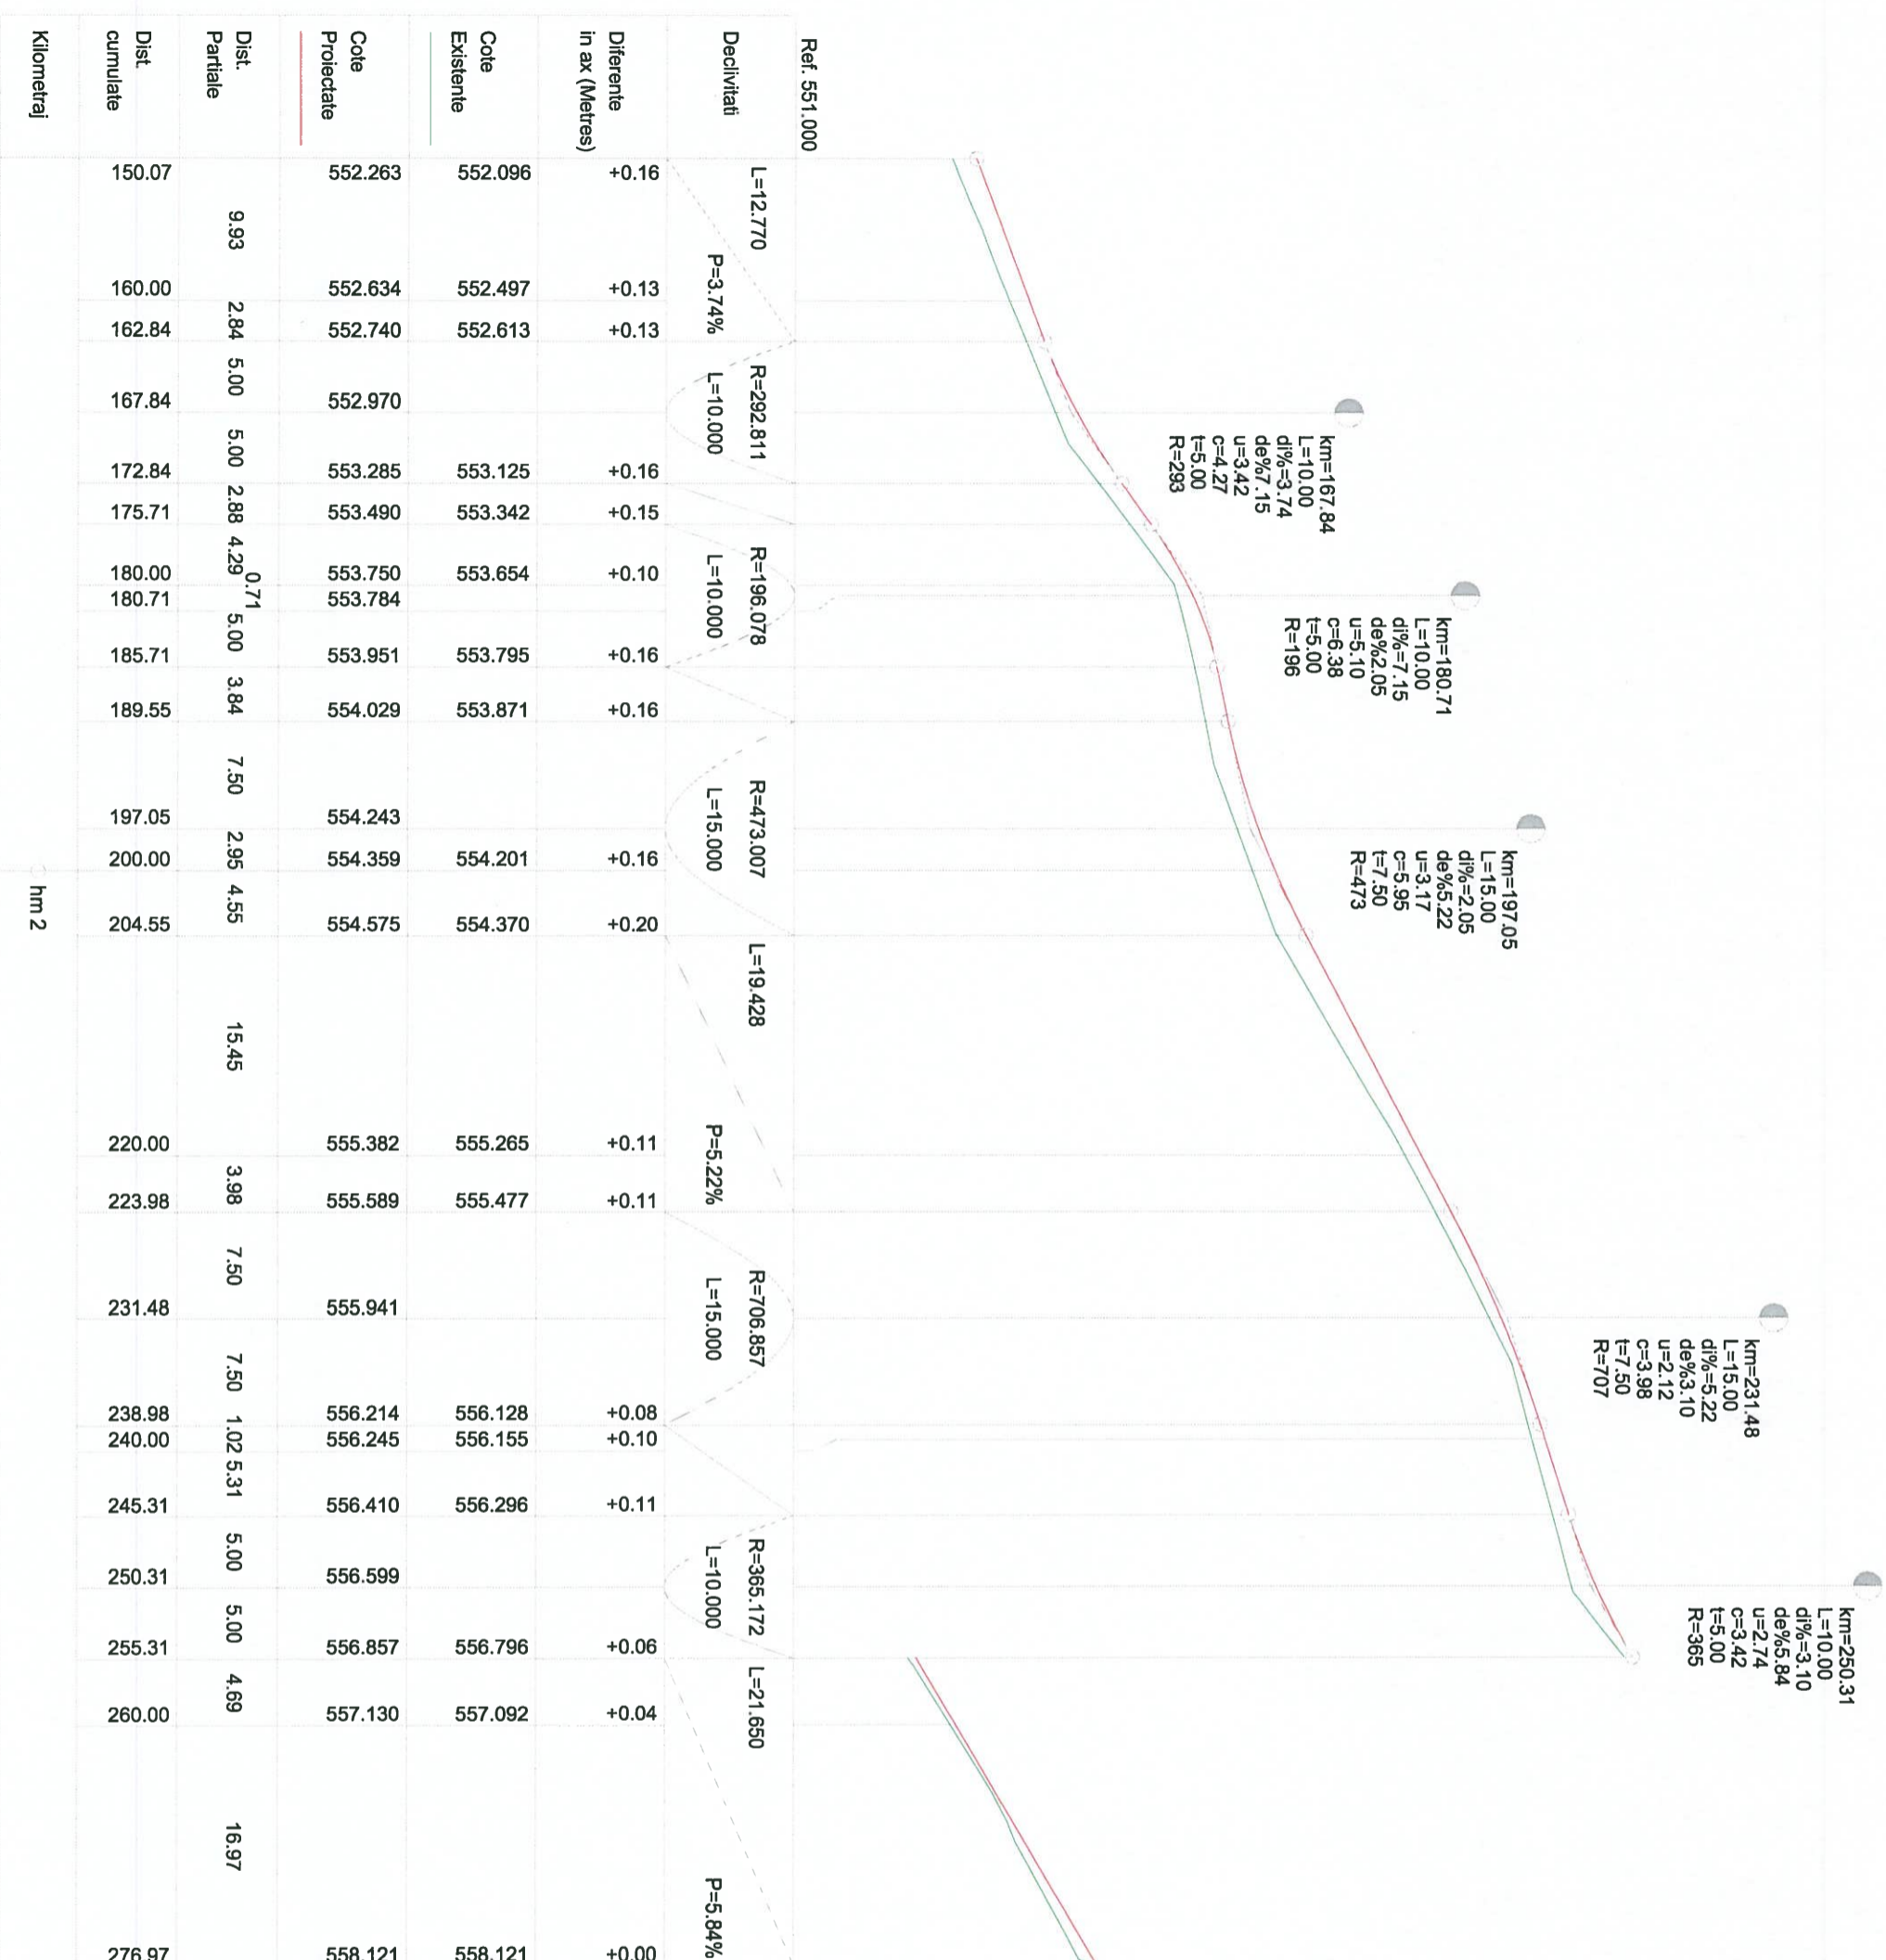 Ref. 551.000
Declivitati
L=12.770
P=3.74%
R=292.811
L=10.000
R=196.078
L=10.000
R=473.007
L=15.000
L=19.428
P=5.22%
R=706.857
L=15.000
R=365.172
L=10.000
L=21.650
P=5.84%
Diferente
in ax (Metres)
+0.16
+0.13
+0.13
+0.16
+0.15
+0.10
+0.16
+0.16
+0.16
+0.20
+0.11
+0.11
+0.08
+0.10
+0.11
+0.06
+0.04
+0.00
Cote
Existente
552.096
552.497
552.613
553.125
553.342
553.654
553.795
553.871
554.201
554.370
555.265
555.477
556.128
556.155
556.296
556.796
557.092
558.121
Cote
Proiectate
552.263
552.634
552.740
552.970
553.285
553.490
553.750
553.784
553.951
554.029
554.243
554.359
554.575
555.382
555.589
555.941
556.214
556.245
556.410
556.599
556.857
557.130
558.121
Dist.
Partiale
9.93
2.84
5.00
5.00
2.88
4.29
0.71
5.00
3.84
7.50
2.95
4.55
15.45
3.98
7.50
7.50
1.02
5.31
5.00
5.00
4.69
16.97
Dist.
cumulate
150.07
160.00
162.84
167.84
172.84
175.71
180.00
180.71
185.71
189.55
197.05
200.00
204.55
220.00
223.98
231.48
238.98
240.00
245.31
250.31
255.31
260.00
276.97
Kilometraj
hm 2
km=167.84
L=10.00
di%=3.74
de%7.15
u=3.42
c=4.27
t=5.00
R=293
km=180.71
L=10.00
di%=7.15
de%2.05
u=5.10
c=6.38
t=5.00
R=196
km=197.05
L=15.00
di%=2.05
de%5.22
u=3.17
c=5.95
t=7.50
R=473
km=231.48
L=15.00
di%=5.22
de%3.10
u=2.12
c=3.98
t=7.50
R=707
km=250.31
L=10.00
di%=3.10
de%5.84
u=2.74
c=3.42
t=5.00
R=365